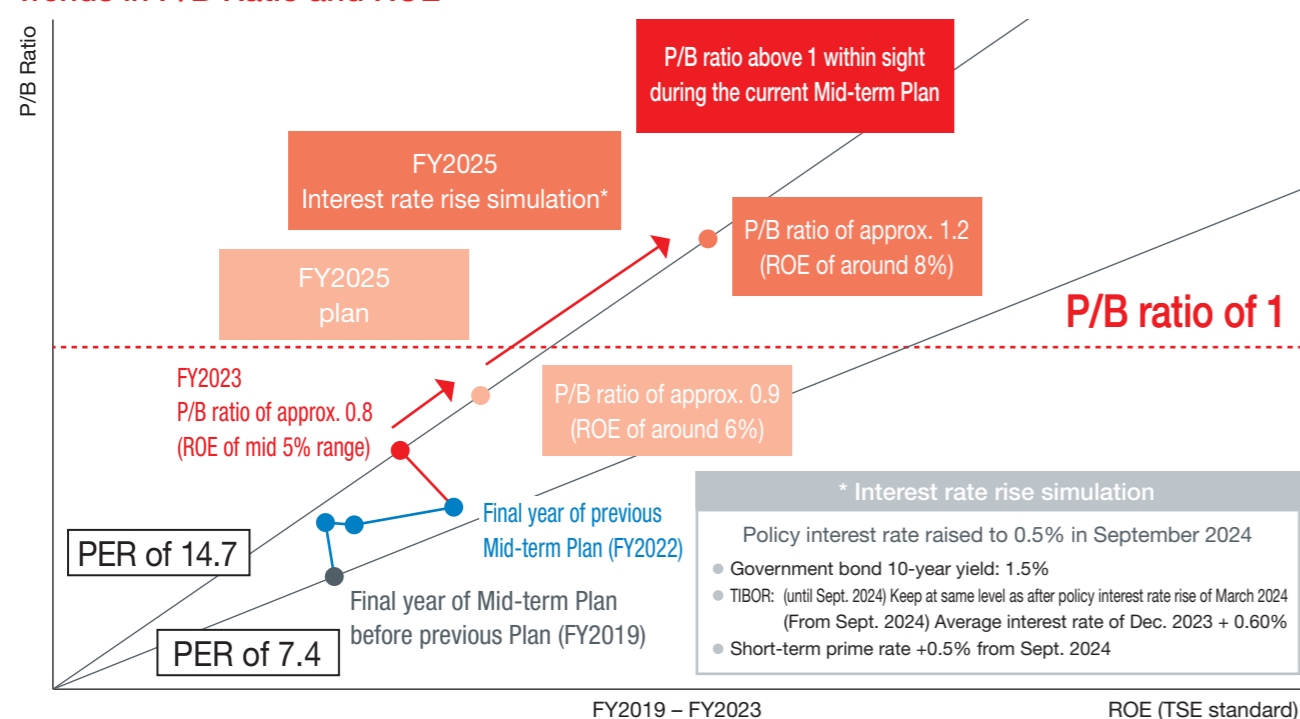 Trends in P/B Ratio and ROE
P/B Ratio
P/B ratio above 1 within sight
during the current Mid-term Plan
FY2025
Interest rate rise simulation*
P/B ratio of approx. 1.2
(ROE of around 8%)
FY2025
plan
P/B ratio of 1
FY2023
P/B ratio of approx. 0.8
(ROE of mid 5% range)
P/B ratio of approx. 0.9
(ROE of around 6%)
Final year of previous
Mid-term Plan (FY2022)
PER of 14.7
Final year of Mid-term Plan
before previous Plan (FY2019)
PER of 7.4
* Interest rate rise simulation
Policy interest rate raised to 0.5% in September 2024
● Government bond 10-year yield: 1.5%
● TIBOR: (until Sept. 2024) Keep at same level as after policy interest rate rise of March 2024
(From Sept. 2024) Average interest rate of Dec. 2023 + 0.60%
● Short-term prime rate +0.5% from Sept. 2024
FY2019 – FY2023
ROE (TSE standard)